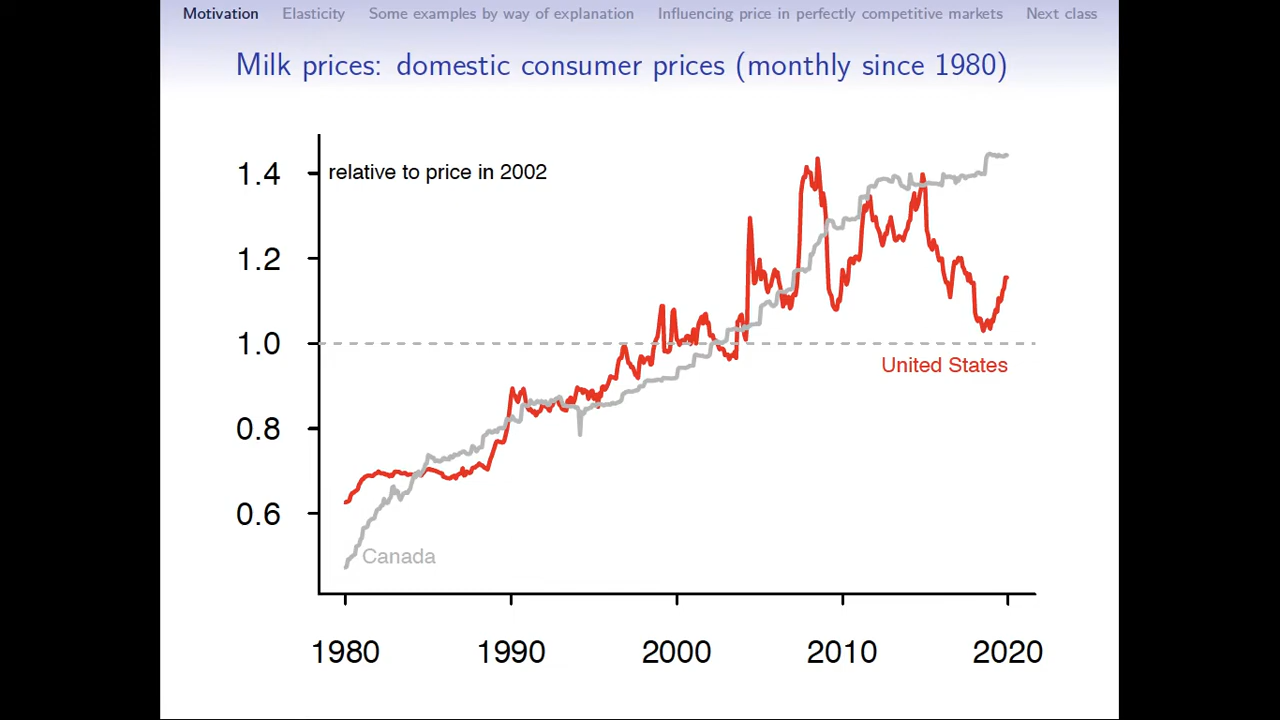 Motivation Elasticity Some examples by way of explanation Influencing price in perfectly competitive markets Next class
Milk prices: domestic consumer prices (monthly since 1980)
relative to price in 2002
1.4
1.2
1.0
United States
0.8
0.6
Canada
1980 1990 2000 2010 2020